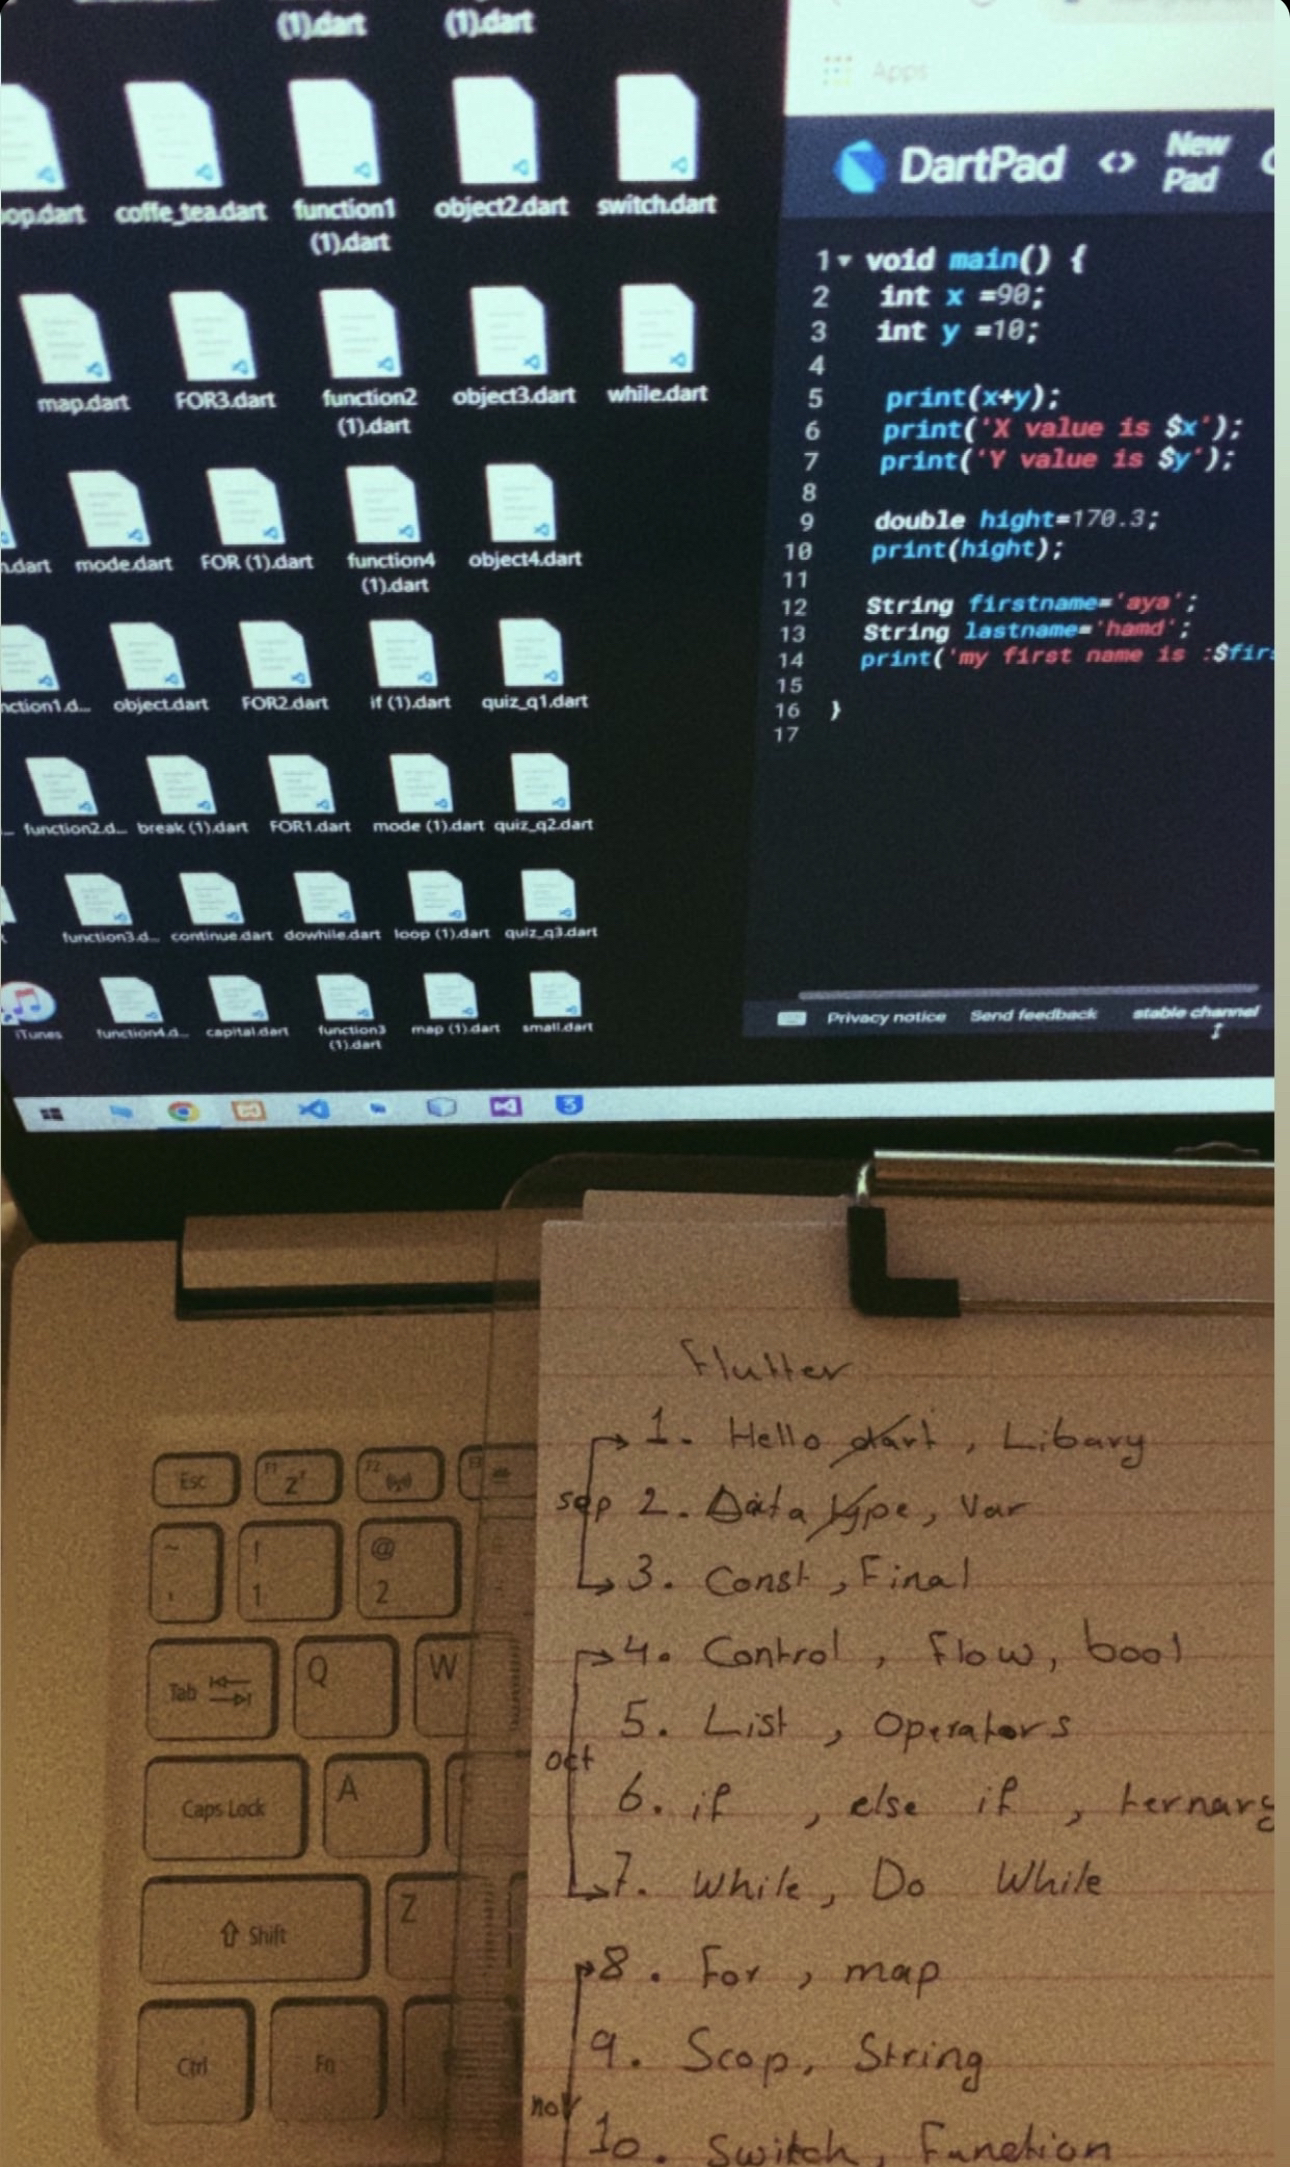 (1).dart (1).dart
oop.dart coffe_tea.dart function1 (1).dart object2.dart switch.dart
map.dart FOR3.dart function2 (1).dart object3.dart while.dart
n.dart mode.dart FOR (1).dart function4 (1).dart object4.dart
nction1.d... object.dart FOR2.dart if (1).dart quiz_q1.dart
... function2.d... break (1).dart FOR1.dart mode (1).dart quiz_q2.dart
t function3.d... continue.dart dowhile.dart loop (1).dart quiz_q3.dart
iTunes function4.d... capital.dart function3 (1).dart map (1).dart small.dart
Apps
DartPad <> New Pad
1 void main() {
2 int x =90;
3 int y =10;
4
5 print(x+y);
6 print('X value is $x');
7 print('Y value is $y');
8
9 double hight=170.3;
10 print(hight);
11
12 String firstname='aya';
13 String lastname='hamd';
14 print('my first name is :$firs
15
16 }
17
Privacy notice Send feedback stable channel
Esc F1 F2 F3
~ ! 1 @ 2
Tab Q W
Caps Lock A
Shift Z
Ctrl Fn
Flutter
1. Hello dart, Libary
sep 2. Data type, Var
3. Const, Final
4. Control, Flow, bool
5. List, Operators
oct
6. if, else if, ternary
7. While, Do While
8. For, map
9. Scop, String
nov
10. Switch, Function